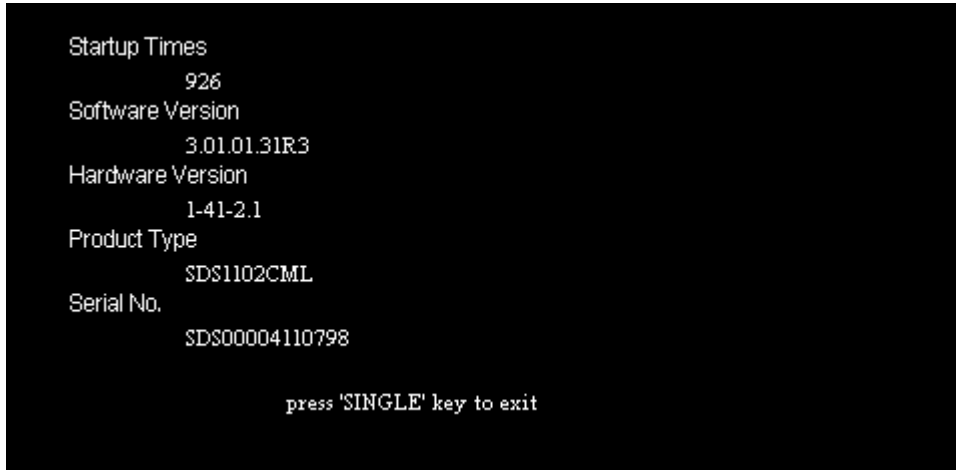 Startup Times
926
Software Version
3.01.01.31R3
Hardware Version
1-41-2.1
Product Type
SDS1102CML
Serial No.
SDS00004110798
press 'SINGLE' key to exit